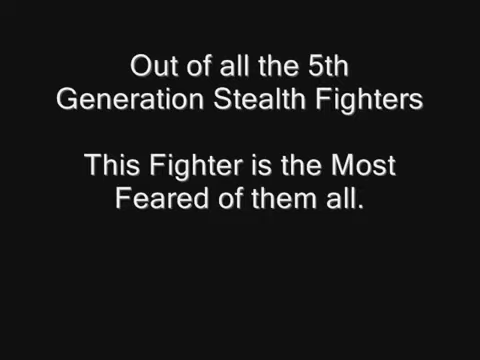 Out of all the 5th
Generation Stealth Fighters
This Fighter is the Most
Feared of them all.